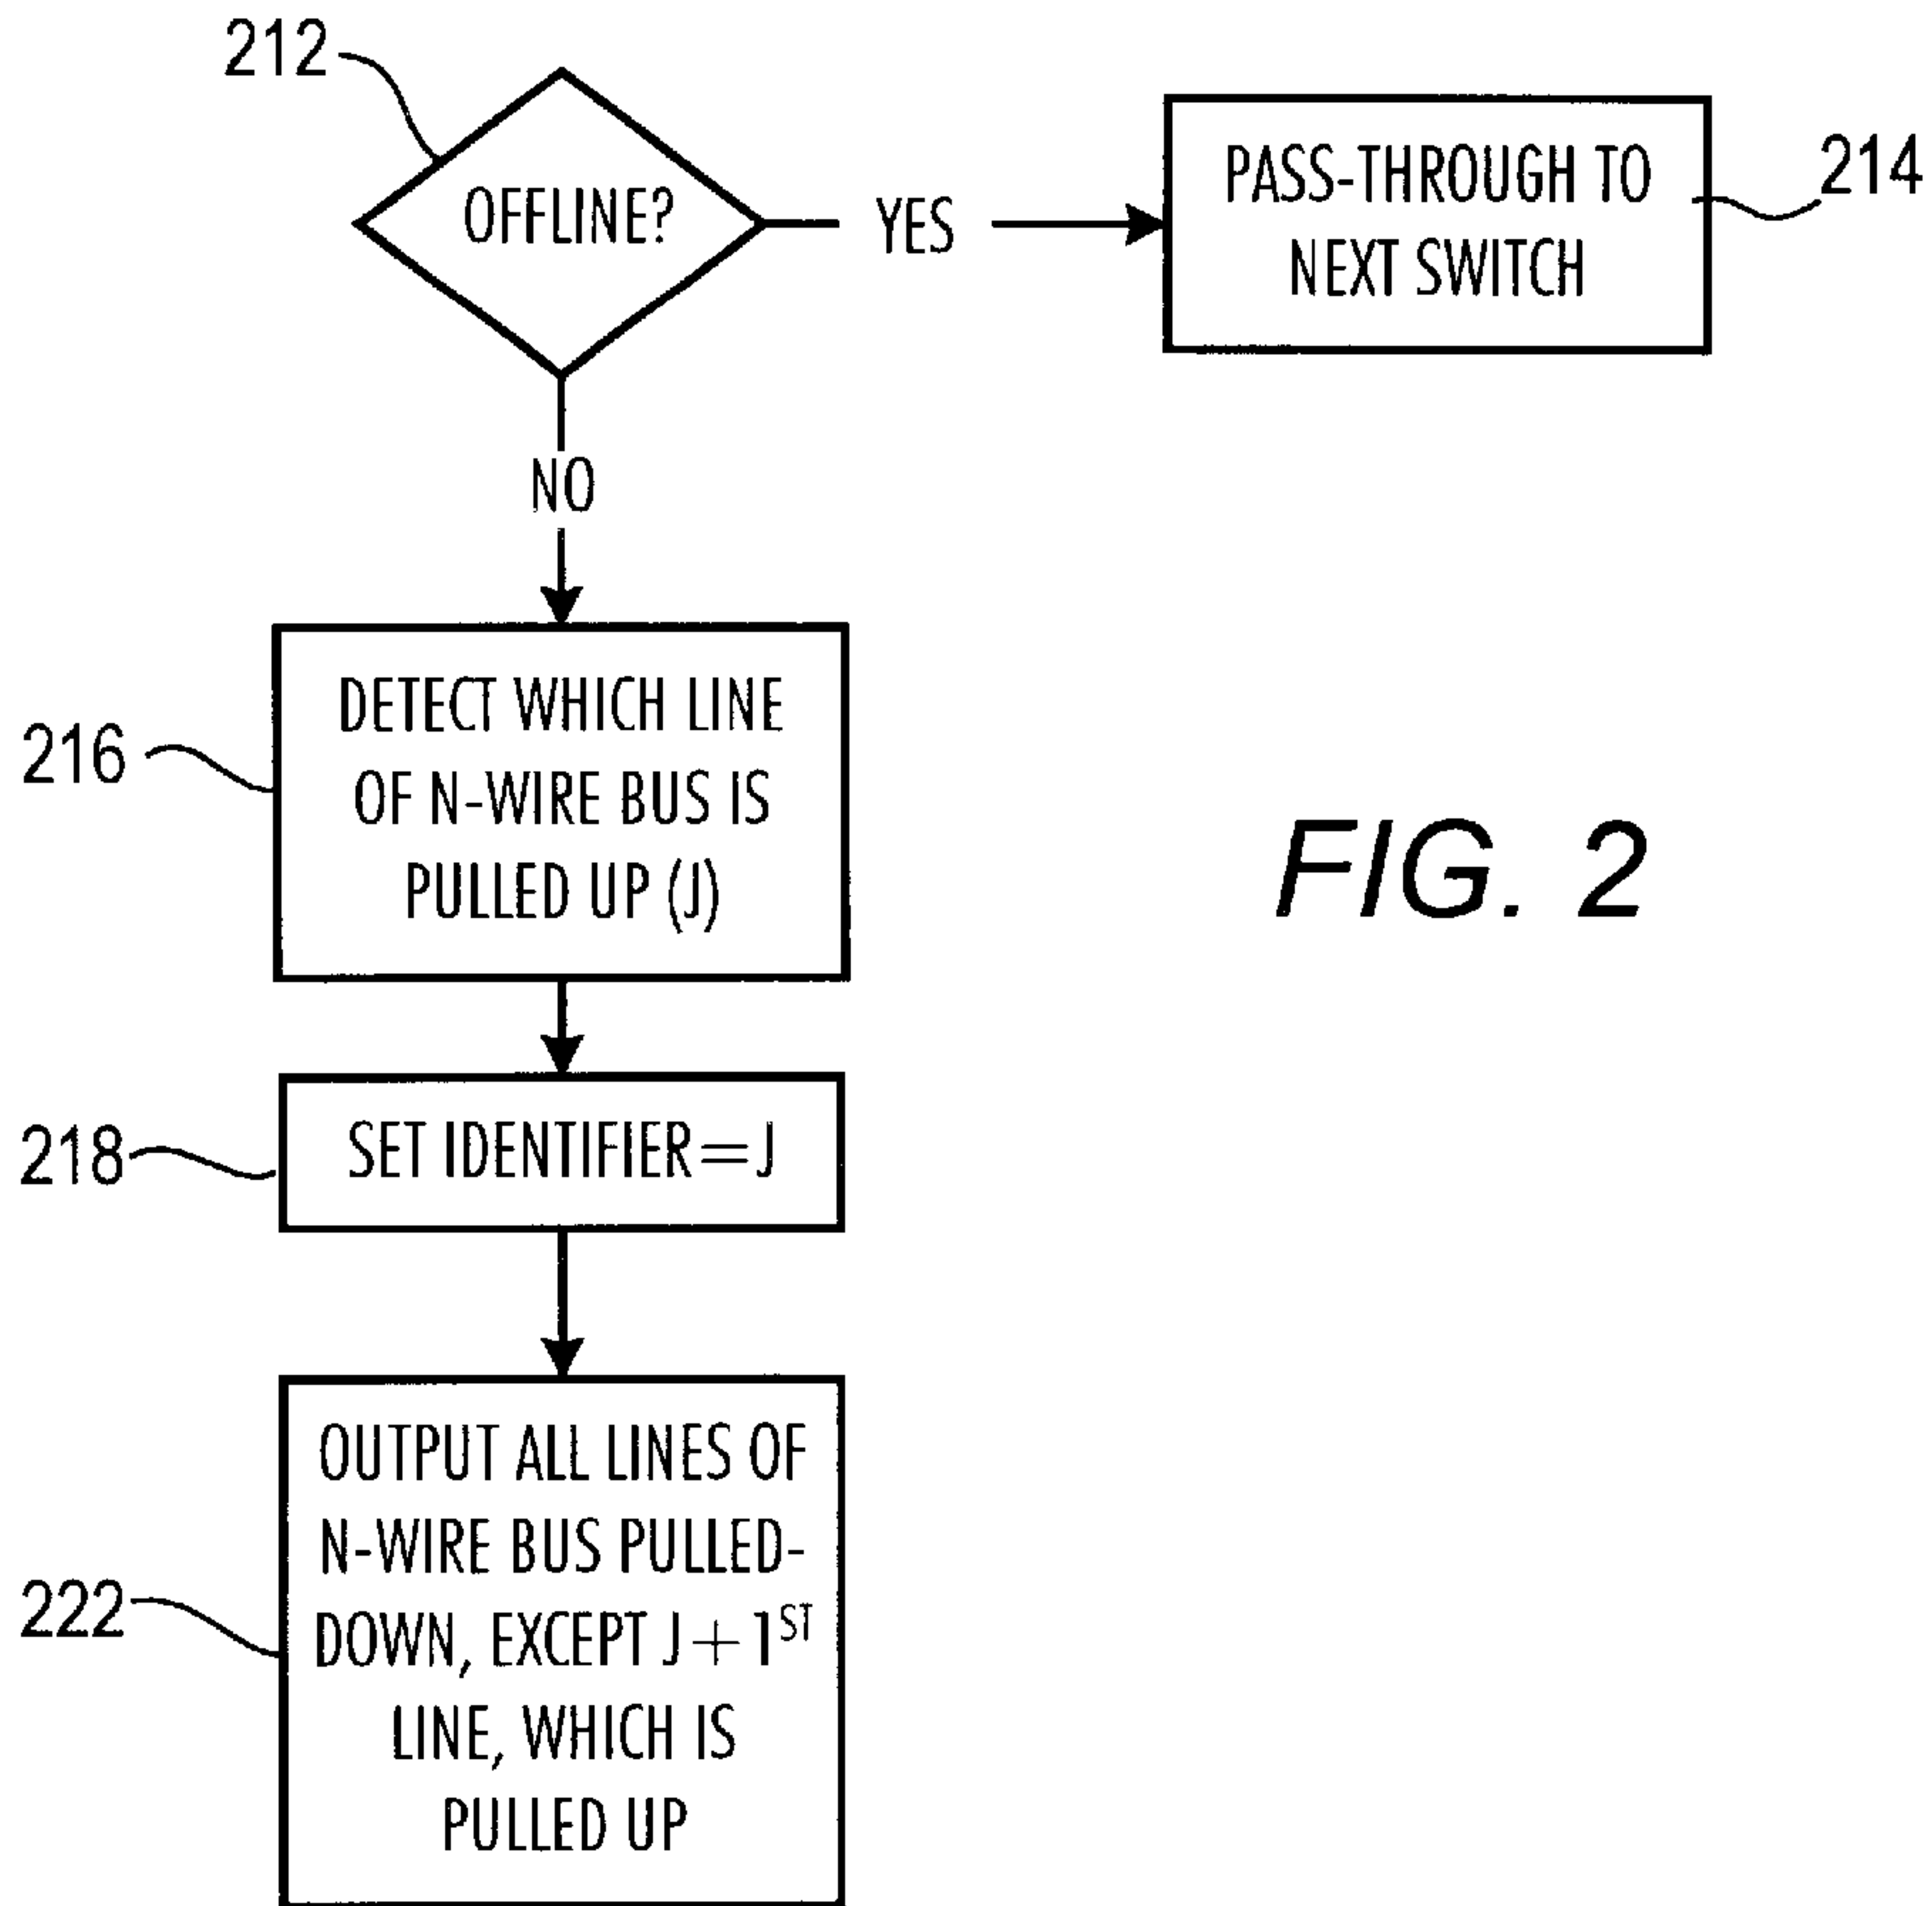 212
OFFLINE?
YES
PASS-THROUGH TO
NEXT SWITCH
214
NO
216
DETECT WHICH LINE
OF N-WIRE BUS IS
PULLED UP (J)
FIG. 2
218
SET IDENTIFIER=J
222
OUTPUT ALL LINES OF
N-WIRE BUS PULLED-
DOWN, EXCEPT J+1ST
LINE, WHICH IS
PULLED UP